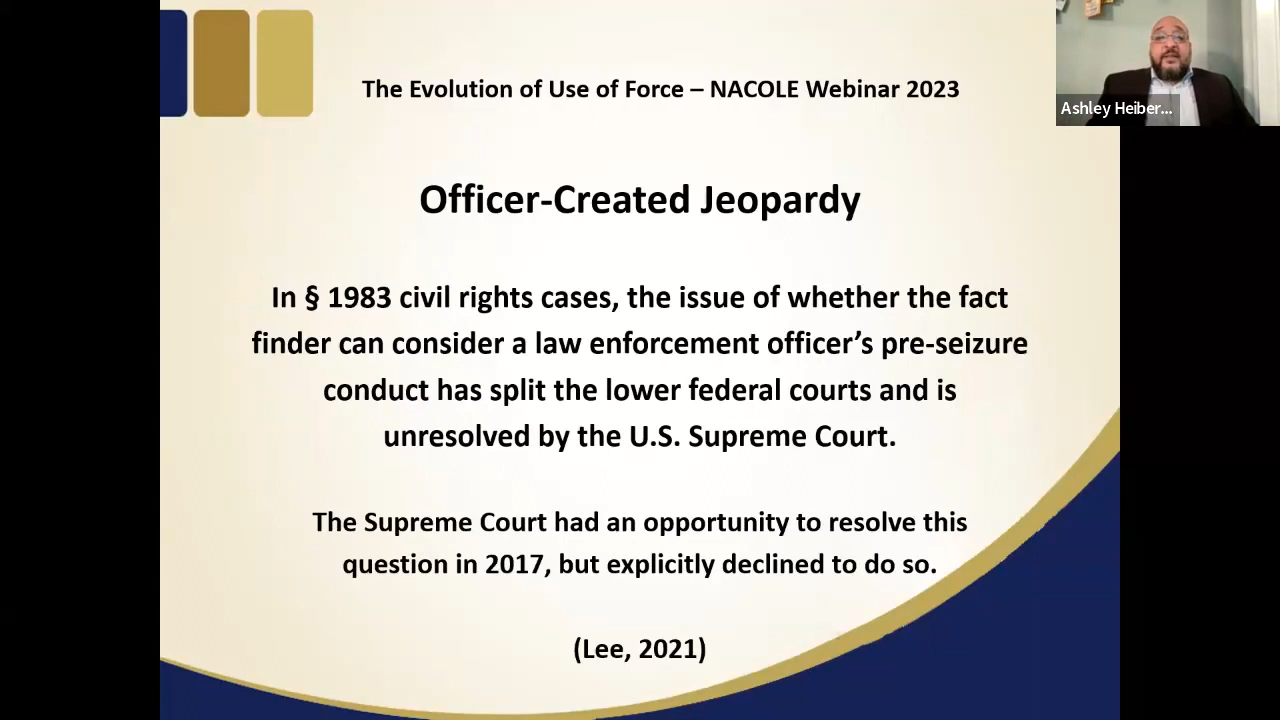 The Evolution of Use of Force – NACOLE Webinar 2023
Ashley Heiber...
Officer-Created Jeopardy
In § 1983 civil rights cases, the issue of whether the fact
finder can consider a law enforcement officer’s pre-seizure
conduct has split the lower federal courts and is
unresolved by the U.S. Supreme Court.
The Supreme Court had an opportunity to resolve this
question in 2017, but explicitly declined to do so.
(Lee, 2021)